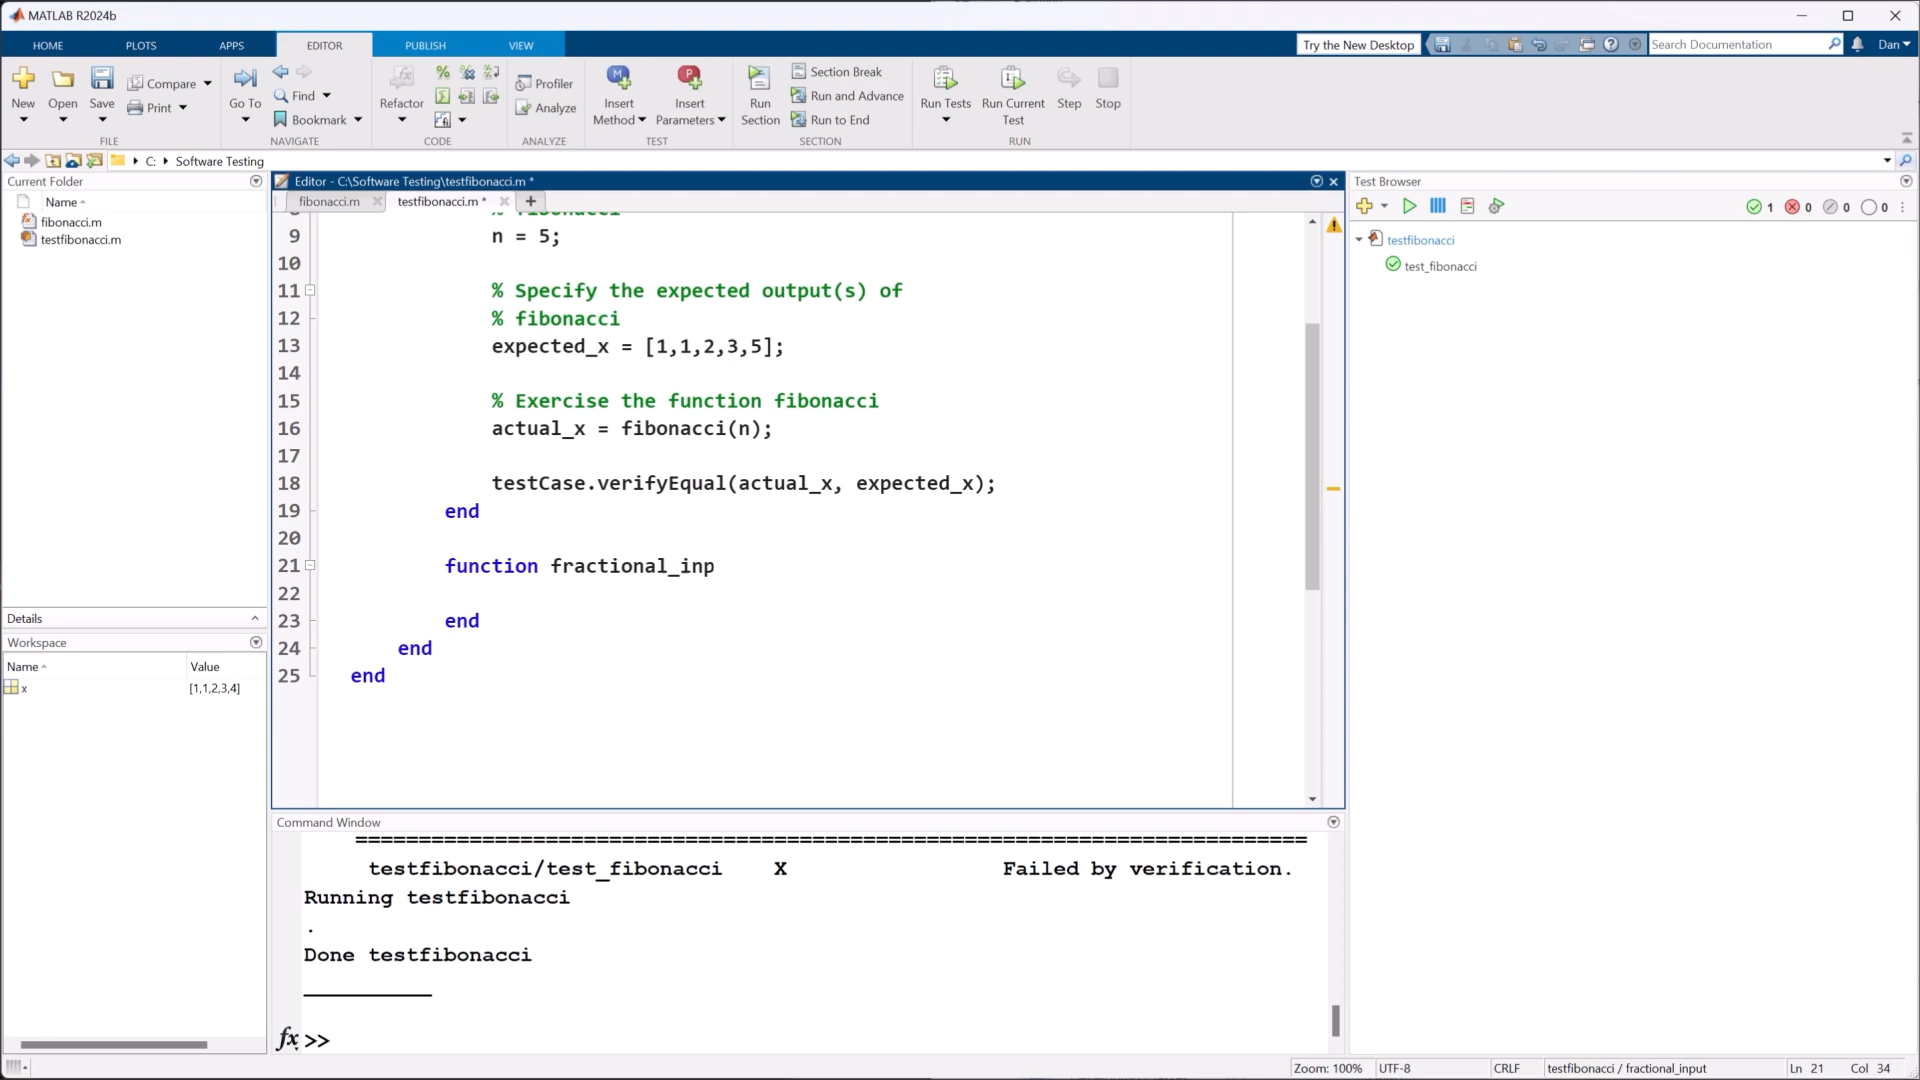 MATLAB R2024b
HOME PLOTS APPS EDITOR PUBLISH VIEW
Try the New Desktop
Search Documentation
Dan
New
Open
Save
Compare
Print
FILE
Go To
Find
Bookmark
NAVIGATE
Refactor
CODE
Profiler
Analyze
ANALYZE
Insert Method
Insert Parameters
TEST
Run Section
Section Break
Run and Advance
Run to End
SECTION
Run Tests
Run Current Test
Step
Stop
RUN
C: Software Testing
Current Folder
Name
fibonacci.m
testfibonacci.m
Details
Workspace
Name Value
x [1,1,2,3,4]
Editor - C:\Software Testing\testfibonacci.m *
fibonacci.m testfibonacci.m * +
8 % fibonacci
9 n = 5;
10
11 % Specify the expected output(s) of
12 % fibonacci
13 expected_x = [1,1,2,3,5];
14
15 % Exercise the function fibonacci
16 actual_x = fibonacci(n);
17
18 testCase.verifyEqual(actual_x, expected_x);
19 end
20
21 function fractional_inp
22
23 end
24 end
25 end
Command Window
================================================================================
testfibonacci/test_fibonacci X Failed by verification.
Running testfibonacci
.
Done testfibonacci
__________
fx >>
Test Browser
1 0 0 0
testfibonacci
test_fibonacci
Zoom: 100% UTF-8 CRLF testfibonacci / fractional_input Ln 21 Col 34